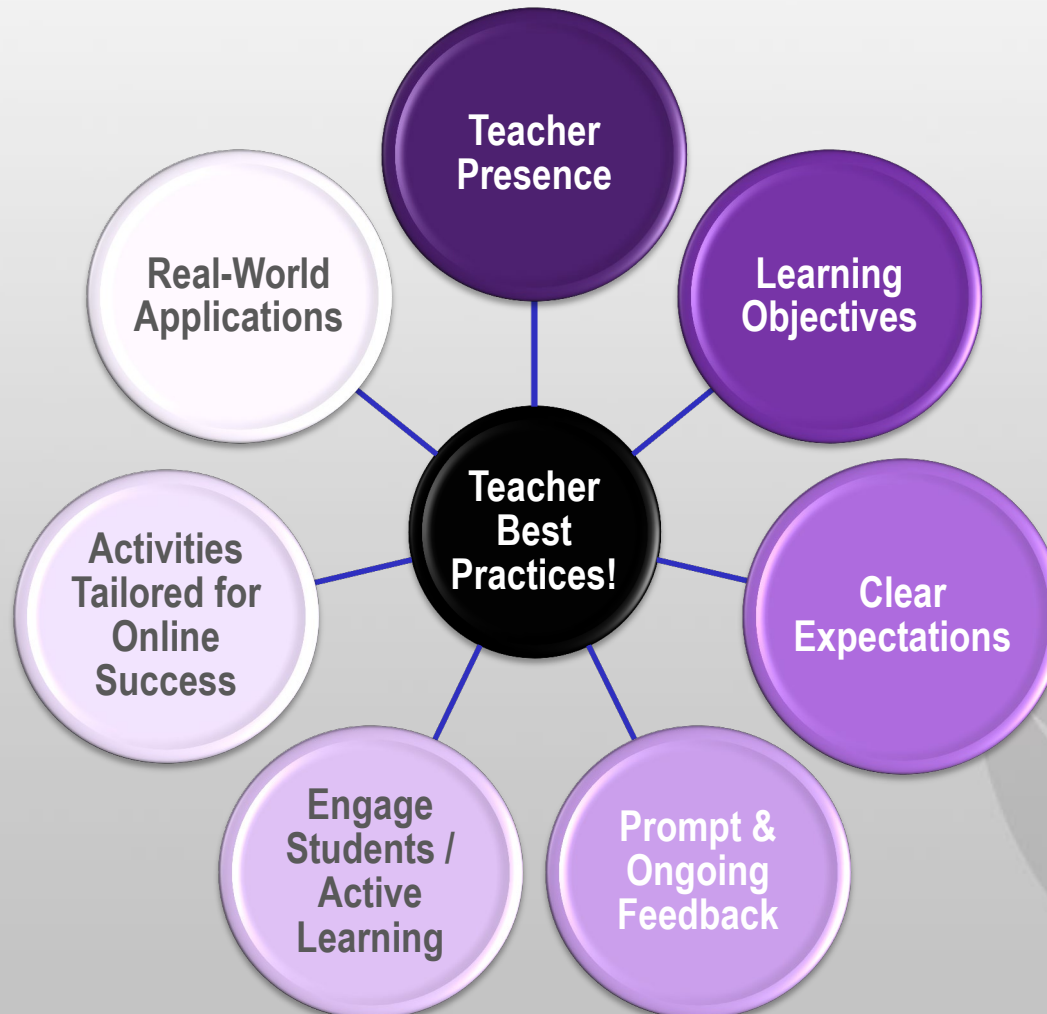 Teacher
Presence
Learning
Objectives
Clear
Expectations
Prompt &
Ongoing
Feedback
Engage
Students /
Active
Learning
Activities
Tailored for
Online
Success
Real-World
Applications
Teacher
Best
Practices!